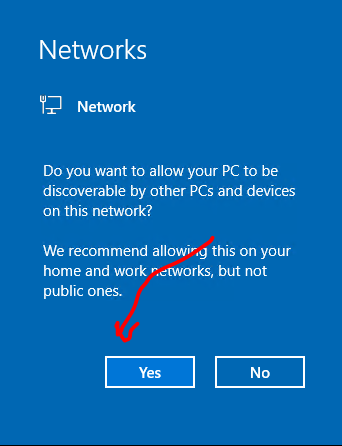 Networks
Network
Do you want to allow your PC to be
discoverable by other PCs and devices
on this network?
We recommend allowing this on your
home and work networks, but not
public ones.
Yes
No